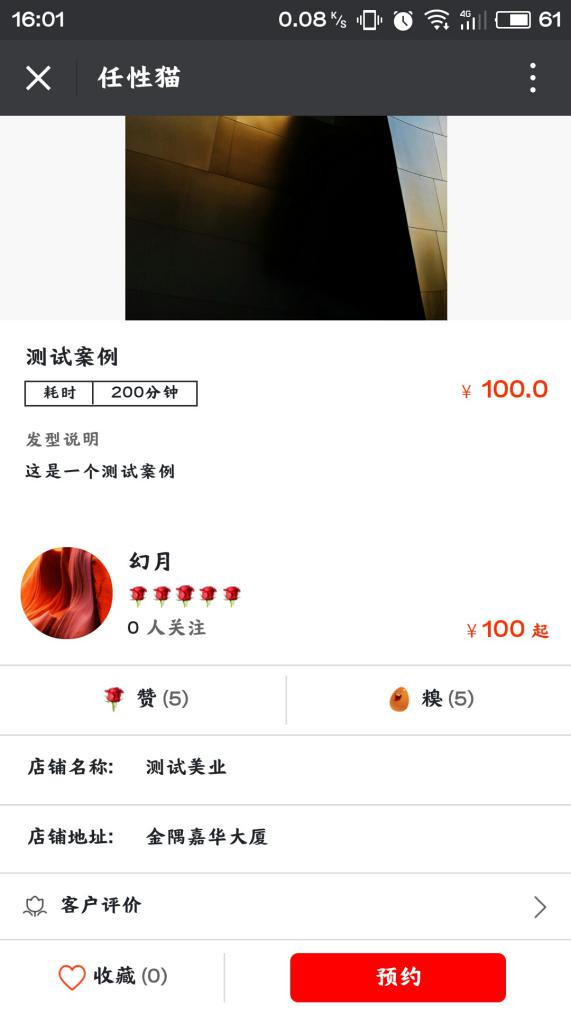 16:01 0.08 K/s 4G 61
任性猫
测试案例
耗时 200分钟 ¥ 100.0
发型说明
这是一个测试案例
幻月
0 人关注 ¥100 起
赞 (5) 糗 (5)
店铺名称: 测试美业
店铺地址: 金隅嘉华大厦
客户评价
收藏 (0) 预约